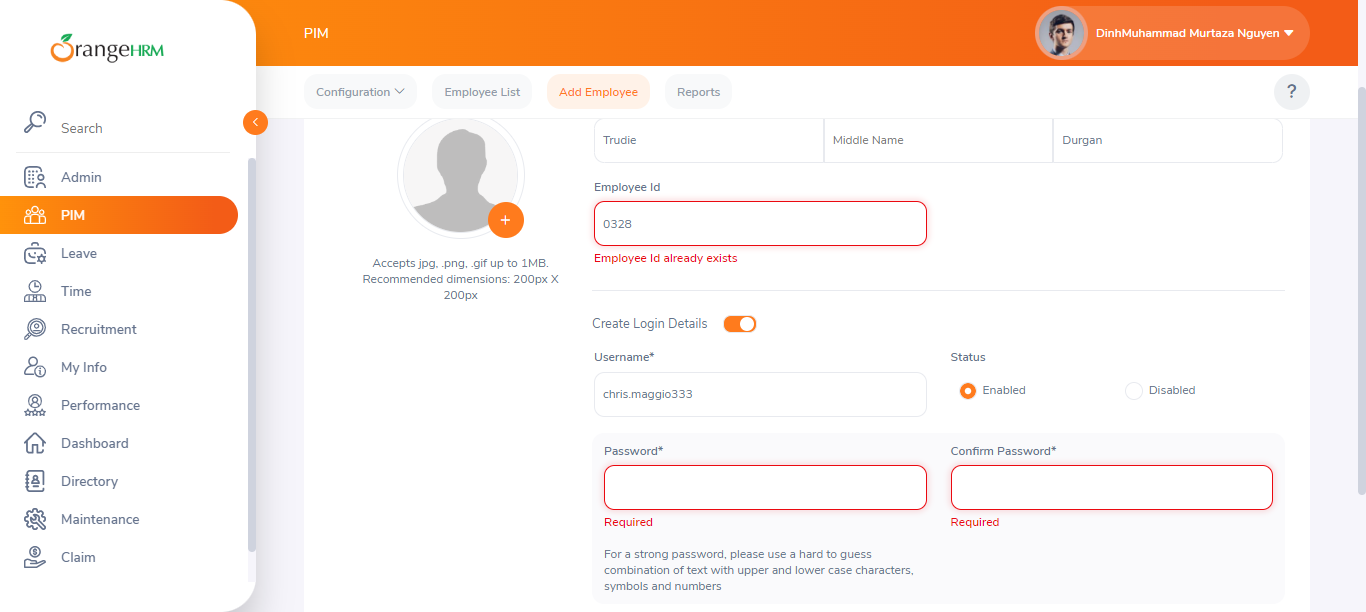 OrangeHRM
Search
Admin
PIM
Leave
Time
Recruitment
My Info
Performance
Dashboard
Directory
Maintenance
Claim
PIM
DinhMuhammad Murtaza Nguyen
Configuration
Employee List
Add Employee
Reports
?
Trudie
Middle Name
Durgan
Accepts jpg, .png, .gif up to 1MB.
Recommended dimensions: 200px X
200px
Employee Id
0328
Employee Id already exists
Create Login Details
Username*
chris.maggio333
Status
Enabled
Disabled
Password*
Required
Confirm Password*
Required
For a strong password, please use a hard to guess
combination of text with upper and lower case characters,
symbols and numbers